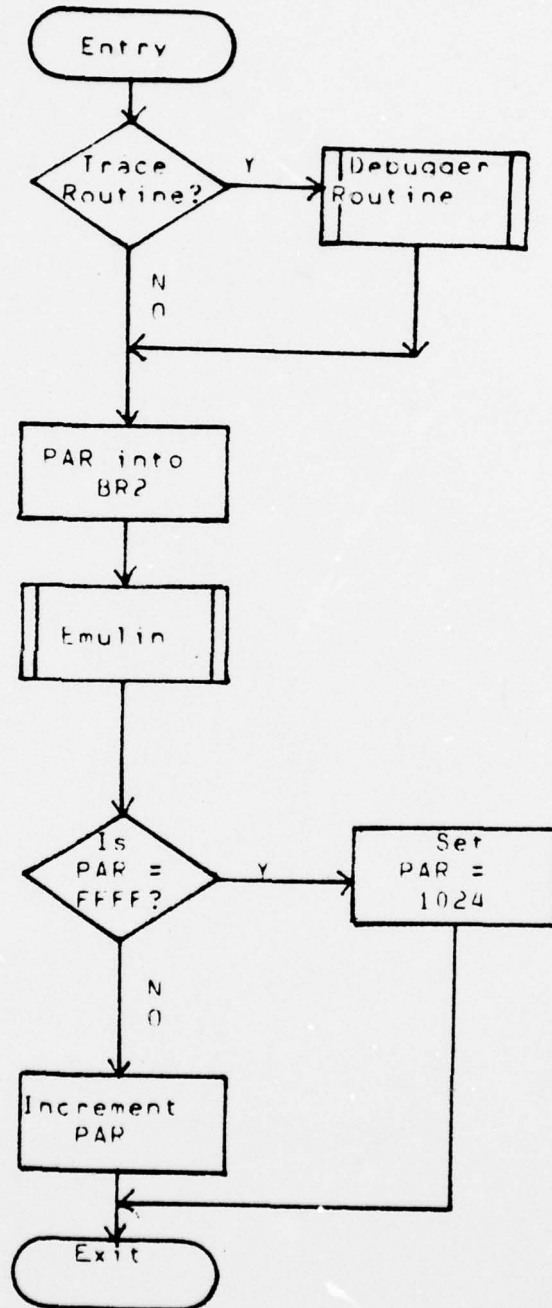 Entry
Trace
Routine?
Y
Debugger
Routine
N
O
PAR into
BR2
Emulin
Is
PAR =
FFFF?
Y
Set
PAR =
1024
N
O
Increment
PAR
Exit